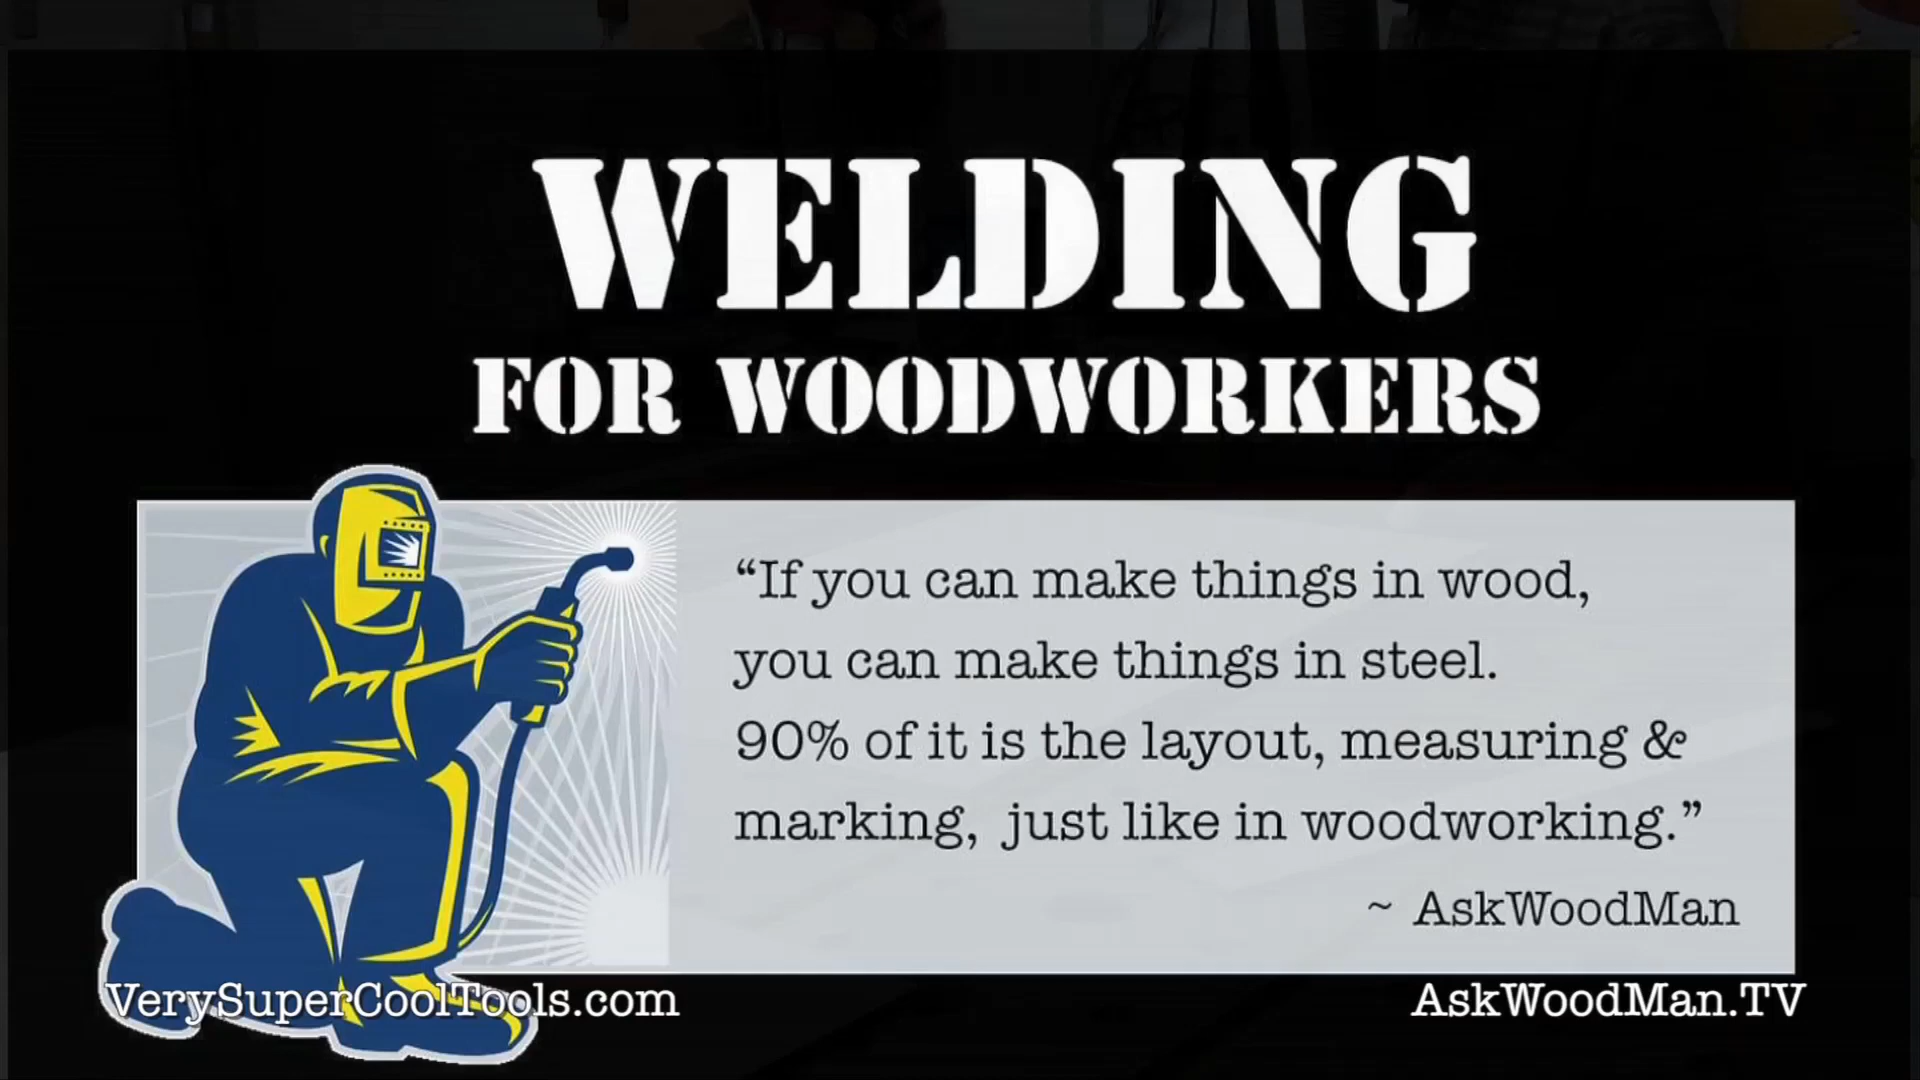 WELDING
FOR WOODWORKERS
“If you can make things in wood,
you can make things in steel.
90% of it is the layout, measuring &
marking, just like in woodworking.”
~ AskWoodMan
VerySuperCoolTools.com
AskWoodMan.TV